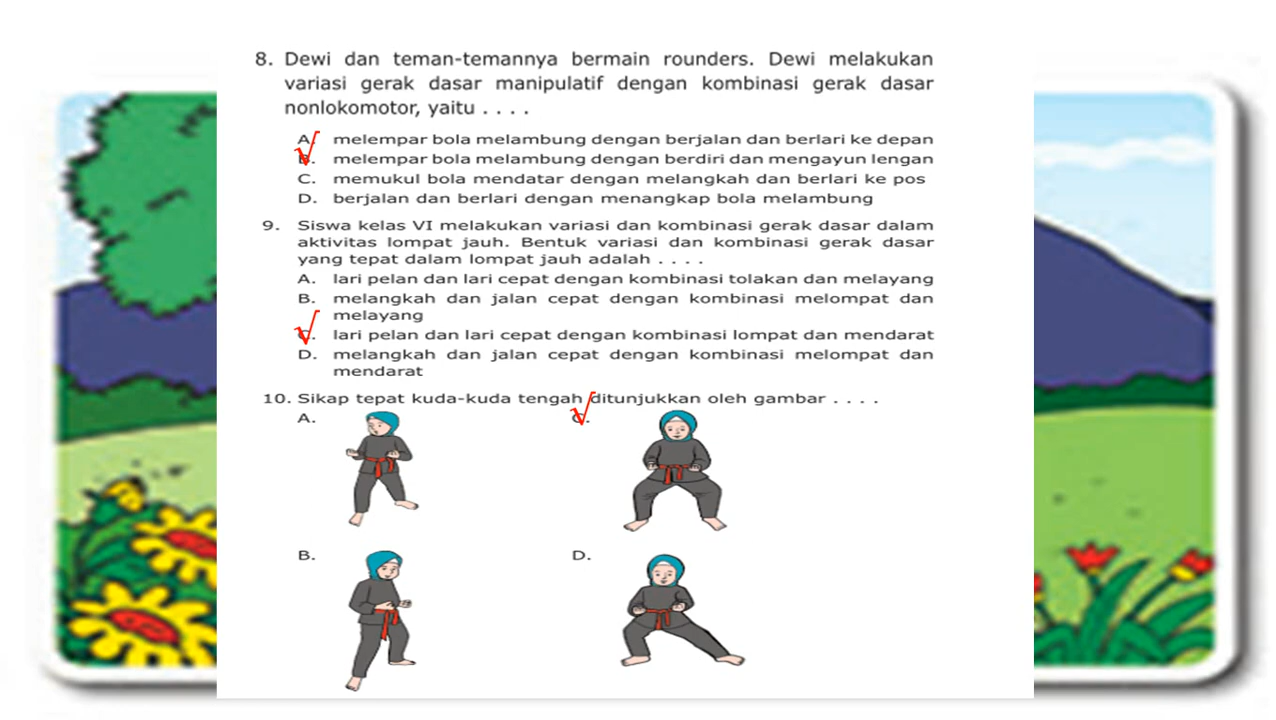 8. Dewi dan teman-temannya bermain rounders. Dewi melakukan
variasi gerak dasar manipulatif dengan kombinasi gerak dasar
nonlokomotor, yaitu . . . .
A. melempar bola melambung dengan berjalan dan berlari ke depan
B. melempar bola melambung dengan berdiri dan mengayun lengan
C. memukul bola mendatar dengan melangkah dan berlari ke pos
D. berjalan dan berlari dengan menangkap bola melambung
9. Siswa kelas VI melakukan variasi dan kombinasi gerak dasar dalam
aktivitas lompat jauh. Bentuk variasi dan kombinasi gerak dasar
yang tepat dalam lompat jauh adalah . . . .
A. lari pelan dan lari cepat dengan kombinasi tolakan dan melayang
B. melangkah dan jalan cepat dengan kombinasi melompat dan
melayang
C. lari pelan dan lari cepat dengan kombinasi lompat dan mendarat
D. melangkah dan jalan cepat dengan kombinasi melompat dan
mendarat
10. Sikap tepat kuda-kuda tengah ditunjukkan oleh gambar . . . .
A.
C.
B.
D.